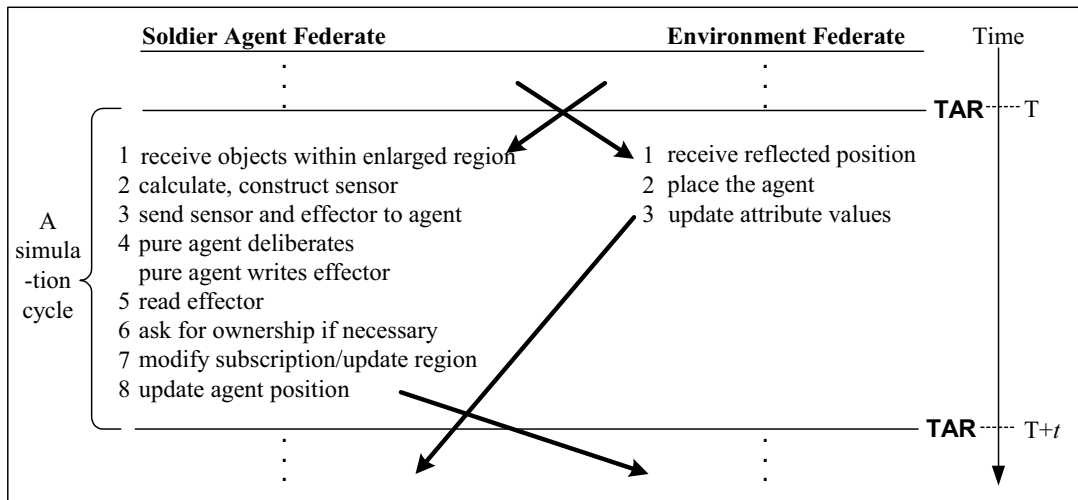 Soldier Agent Federate Environment Federate Time
TAR T
1 receive objects within enlarged region
2 calculate, construct sensor
3 send sensor and effector to agent
4 pure agent deliberates
pure agent writes effector
5 read effector
6 ask for ownership if necessary
7 modify subscription/update region
8 update agent position
1 receive reflected position
2 place the agent
3 update attribute values
A
simula
-tion
cycle
TAR T+t